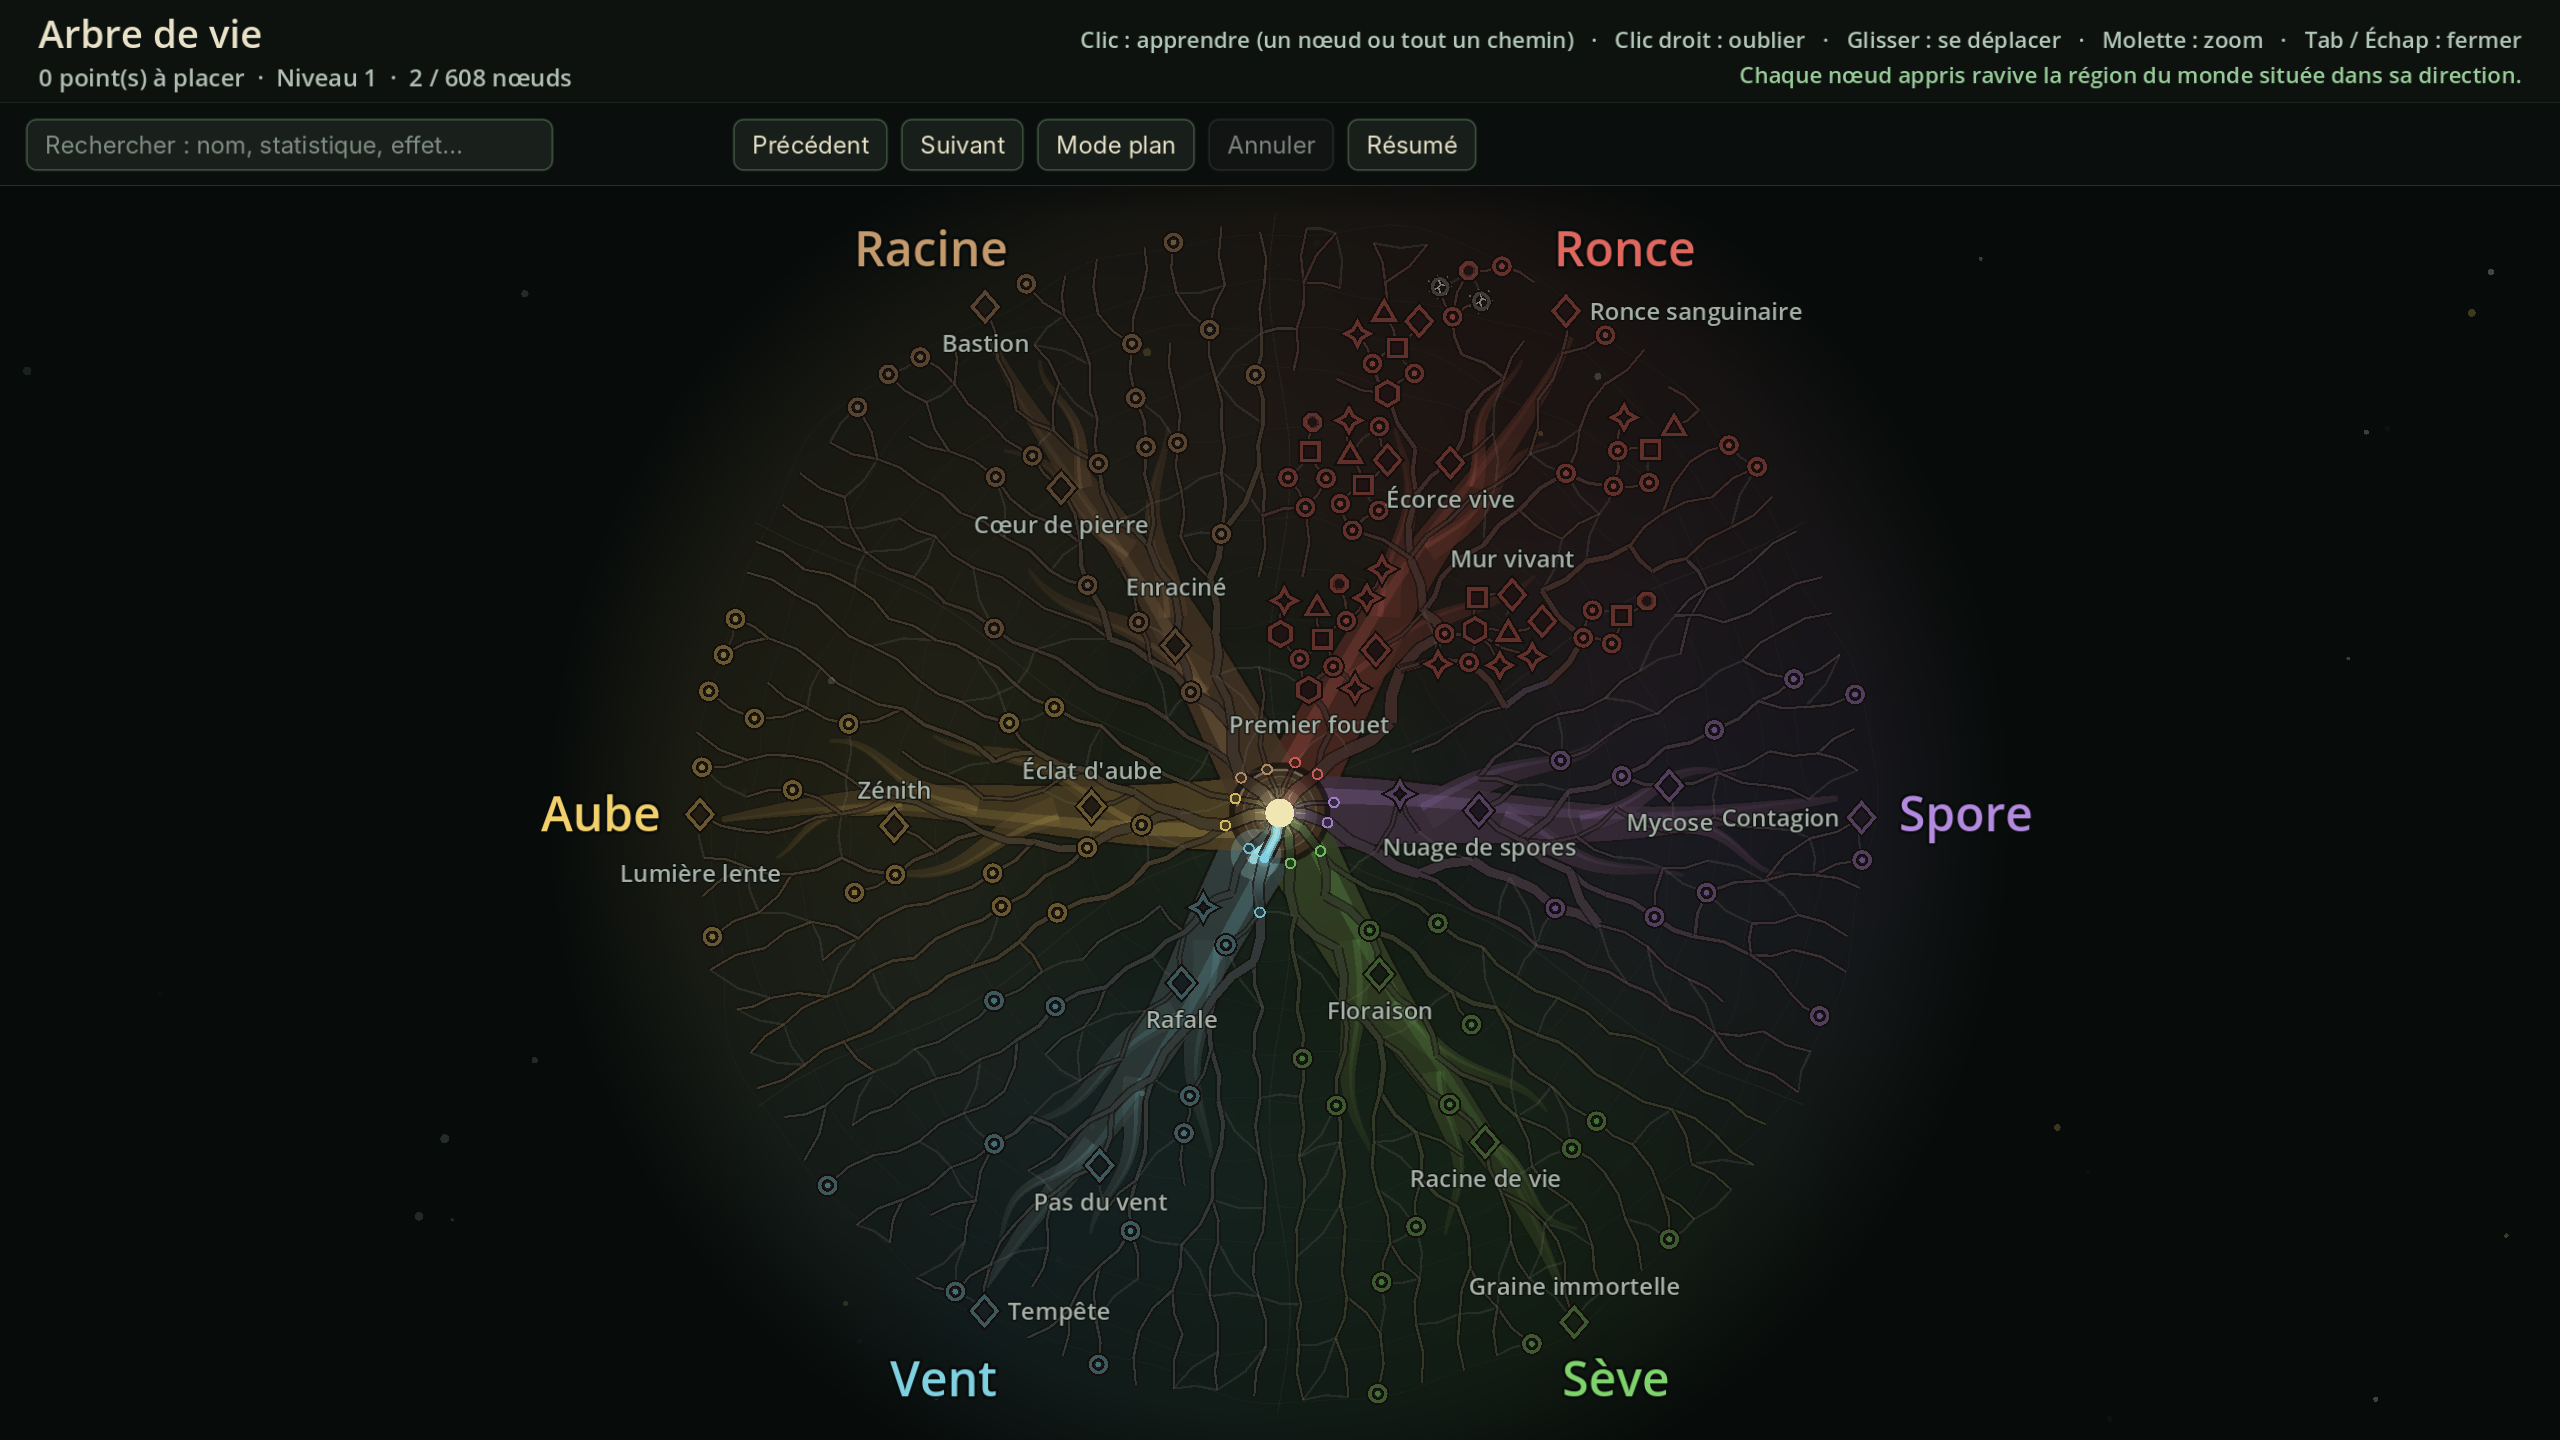 Arbre de vie
0 point(s) à placer · Niveau 1 · 2 / 608 nœuds
Clic : apprendre (un nœud ou tout un chemin) · Clic droit : oublier · Glisser : se déplacer · Molette : zoom · Tab / Échap : fermer
Chaque nœud appris ravive la région du monde située dans sa direction.
Rechercher : nom, statistique, effet...
Précédent
Suivant
Mode plan
Annuler
Résumé
Racine
Ronce
Ronce sanguinaire
Bastion
Écorce vive
Cœur de pierre
Mur vivant
Enraciné
Premier fouet
Éclat d'aube
Zénith
Aube
Spore
Mycose
Contagion
Nuage de spores
Lumière lente
Rafale
Floraison
Racine de vie
Pas du vent
Graine immortelle
Tempête
Vent
Sève